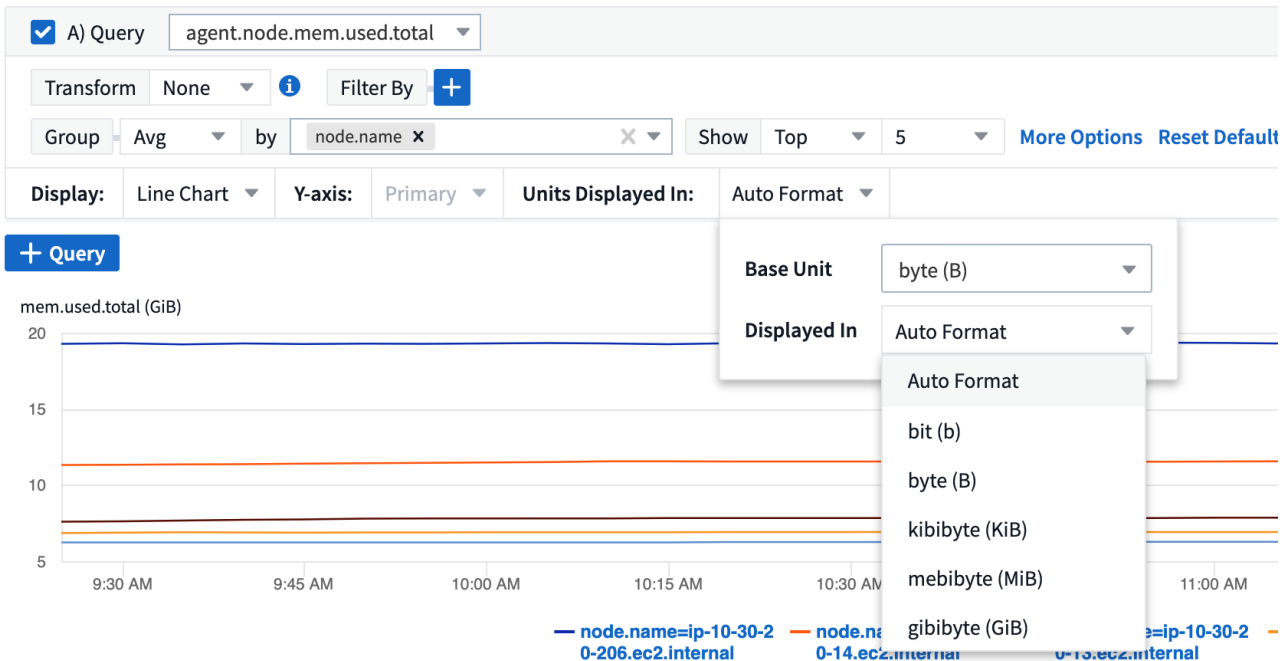 A) Query agent.node.mem.used.total
Transform None Filter By
Group Avg by node.name Show Top 5 More Options Reset Default
Display: Line Chart Y-axis: Primary Units Displayed In: Auto Format
Query
Base Unit byte (B)
Displayed In Auto Format
Auto Format
bit (b)
byte (B)
kibibyte (KiB)
mebibyte (MiB)
gibibyte (GiB)
mem.used.total (GiB)
20
15
10
5
9:30 AM 9:45 AM 10:00 AM 10:15 AM 10:30 AM 11:00 AM
node.name=ip-10-30-2 node.na e=ip-10-30-2
0-206.ec2.internal 0-14.ec2.internal 0-13.ec2.internal